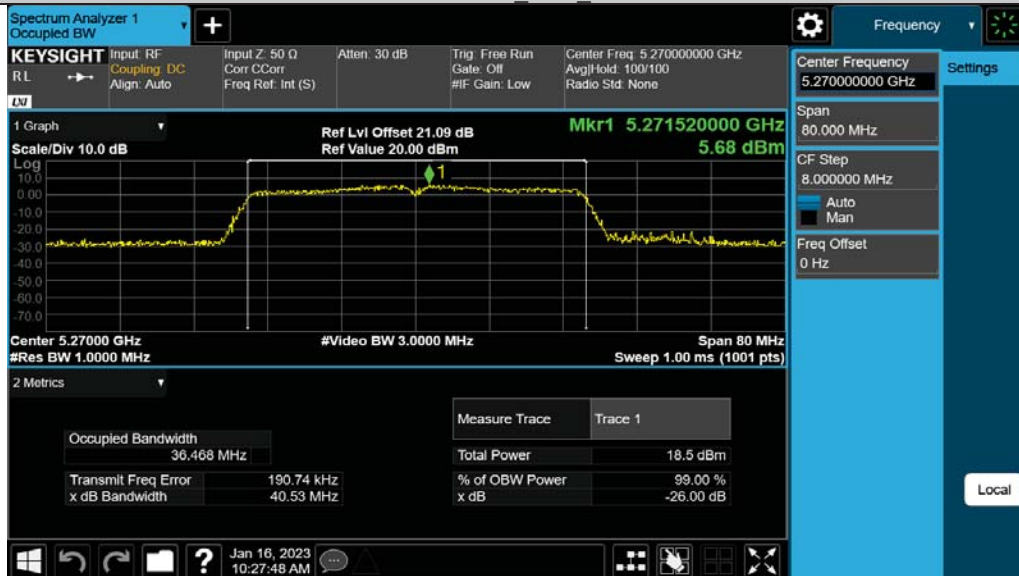 Spectrum Analyzer 1
Occupied BW
+
Frequency
KEYSIGHT
RL
LXI
Input: RF
Coupling: DC
Align: Auto
Input Z: 50 Ω
Corr CCorr
Freq Ref: Int (S)
Atten: 30 dB
Trig: Free Run
Gate: Off
#IF Gain: Low
Center Freq: 5.270000000 GHz
Avg|Hold: 100/100
Radio Std: None
1 Graph
Scale/Div 10.0 dB
Ref Lvl Offset 21.09 dB
Ref Value 20.00 dBm
Mkr1 5.271520000 GHz
5.68 dBm
Log
10.0
0.00
-10.0
-20.0
-30.0
-40.0
-50.0
-60.0
-70.0
1
Center 5.27000 GHz
#Res BW 1.0000 MHz
#Video BW 3.0000 MHz
Span 80 MHz
Sweep 1.00 ms (1001 pts)
2 Metrics
Measure Trace Trace 1
Occupied Bandwidth
36.468 MHz
Total Power 18.5 dBm
Transmit Freq Error 190.74 kHz
% of OBW Power 99.00 %
x dB Bandwidth 40.53 MHz
x dB -26.00 dB
Center Frequency
5.270000000 GHz
Settings
Span
80.000 MHz
CF Step
8.000000 MHz
Auto
Man
Freq Offset
0 Hz
Local
?
Jan 16, 2023
10:27:48 AM